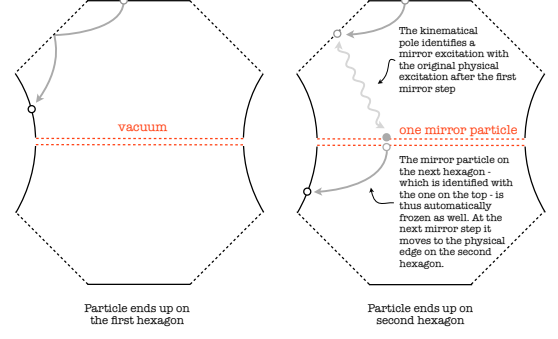 The kinematical
pole identifies a
mirror excitation with
the original physical
excitation after the first
mirror step
vacuum
one mirror particle
The mirror particle on
the next hexagon -
which is identified with
the one on the top - is
thus automatically
frozen as well. At the
next mirror step it
moves to the physical
edge on the second
hexagon.
Particle ends up on
the first hexagon
Particle ends up on
second hexagon